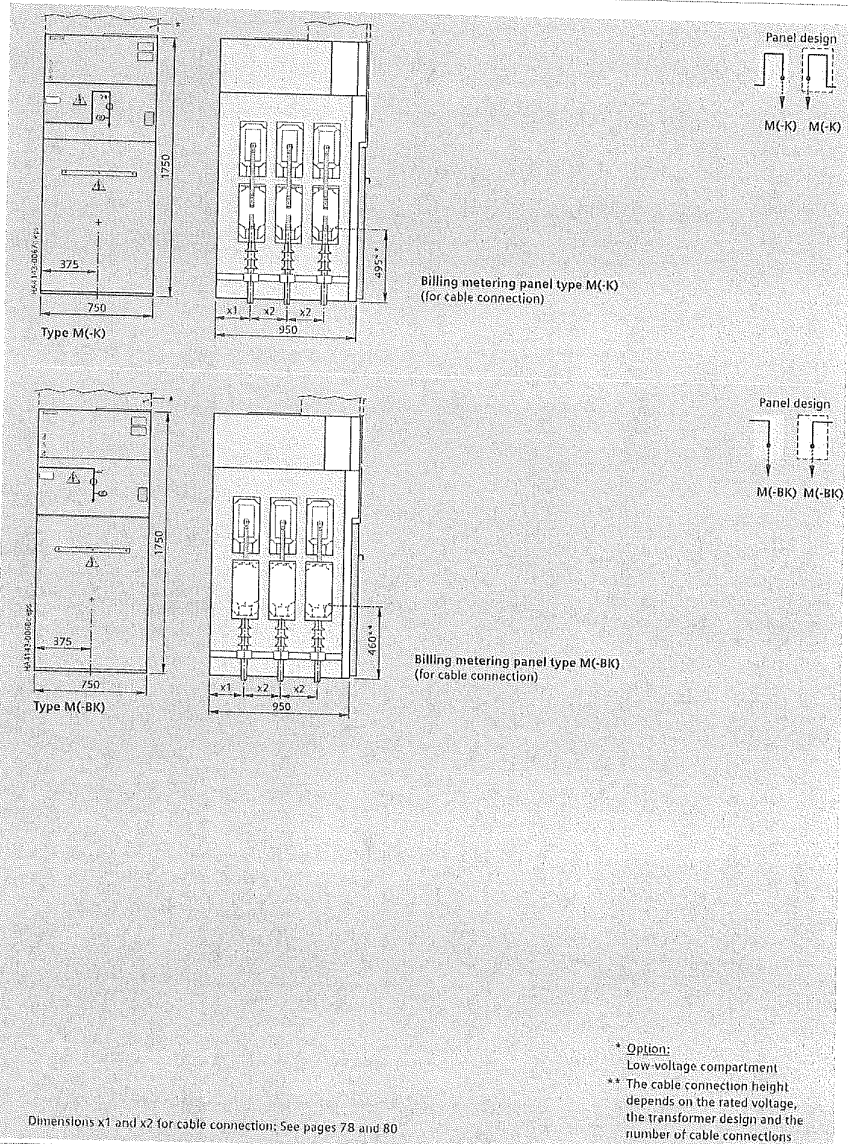 *
Panel design
M(-K) M(-K)
1750
495**
375
750
x1 x2 x2
950
Type M(-K)
Billing metering panel type M(-K)
(for cable connection)
*
Panel design
M(-BK) M(-BK)
1750
460**
375
750
x1 x2 x2
950
Type M(-BK)
Billing metering panel type M(-BK)
(for cable connection)
* Option:
Low-voltage compartment
** The cable connection height
depends on the rated voltage,
the transformer design and the
number of cable connections
Dimensions x1 and x2 for cable connection: See pages 78 and 80